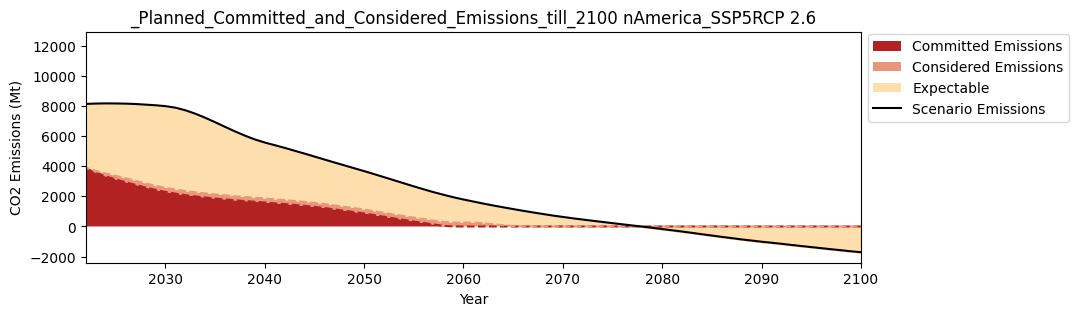 _Planned_Committed_and_Considered_Emissions_till_2100 nAmerica_SSP5RCP 2.6
12000
10000
8000
6000
4000
2000
0
−2000
CO2 Emissions (Mt)
2030
2040
2050
2060
2070
2080
2090
2100
Year
Committed Emissions
Considered Emissions
Expectable
Scenario Emissions